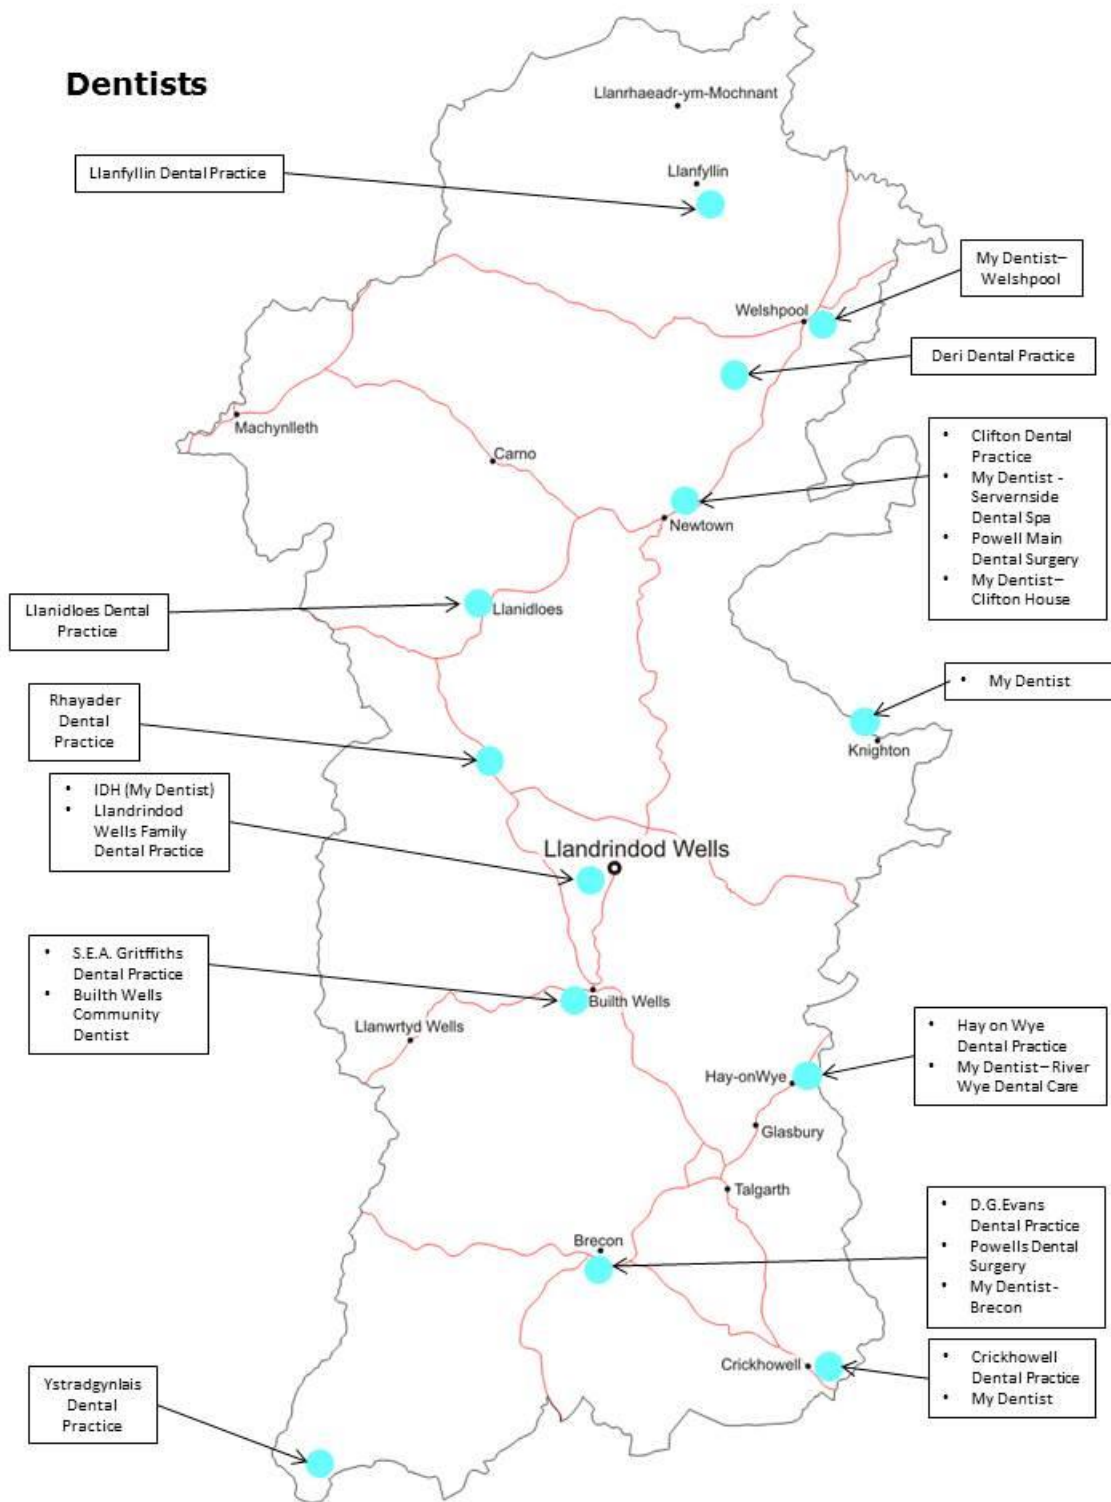 Dentists
Llanrhaeadr-ym-Mochnant
Llanfyllin Dental Practice
Llanfyllin
My Dentist–
Welshpool
Welshpool
Deri Dental Practice
Machynlleth
Carno
• Clifton Dental
Practice
• My Dentist -
Servernside
Dental Spa
• Powell Main
Dental Surgery
• My Dentist–
Clifton House
Newtown
Llanidloes Dental
Practice
Llanidloes
• My Dentist
Rhayader
Dental
Practice
Knighton
• IDH (My Dentist)
• Llandrindod
Wells Family
Dental Practice
Llandrindod Wells
• S.E.A. Gritffiths
Dental Practice
• Builth Wells
Community
Dentist
Builth Wells
Llanwrtyd Wells
• Hay on Wye
Dental Practice
• My Dentist–River
Wye Dental Care
Hay-onWye
Glasbury
Talgarth
• D.G.Evans
Dental Practice
• Powells Dental
Surgery
• My Dentist-
Brecon
Brecon
Crickhowell
• Crickhowell
Dental Practice
• My Dentist
Ystradgynlais
Dental
Practice